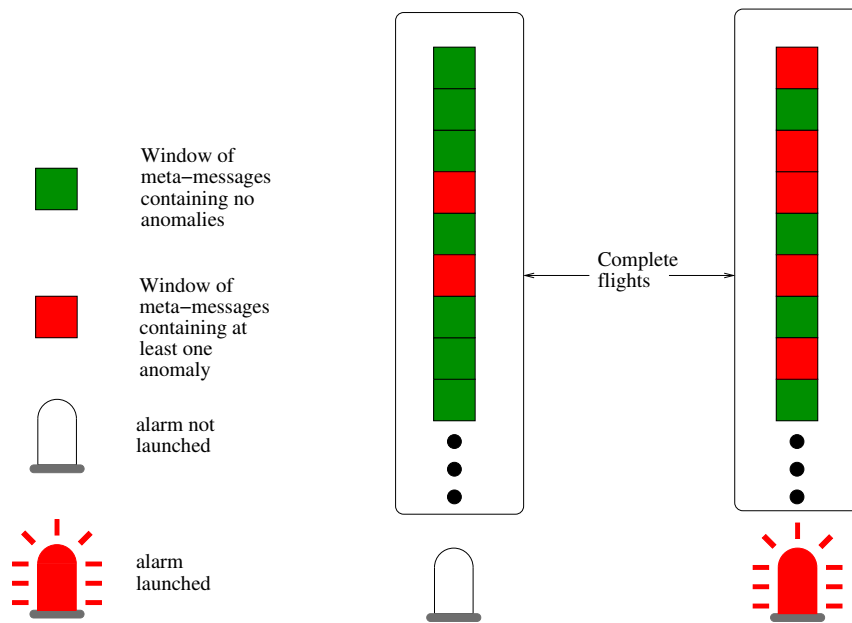 Window of
meta−messages
containing no
anomalies
Window of
meta−messages
containing at
least one
anomaly
alarm not
launched
alarm
launched
Complete
flights